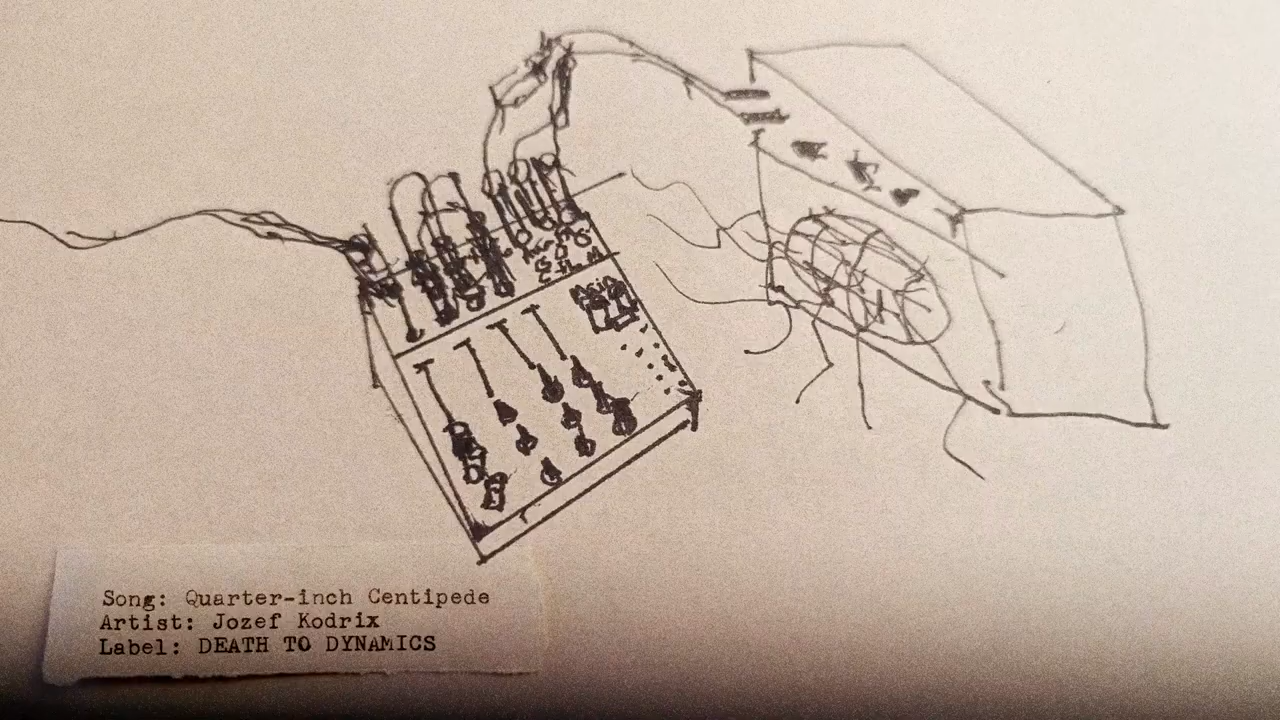 Song: Quarter-inch Centipede
Artist: Jozef Kodrix
Label: DEATH TO DYNAMICS